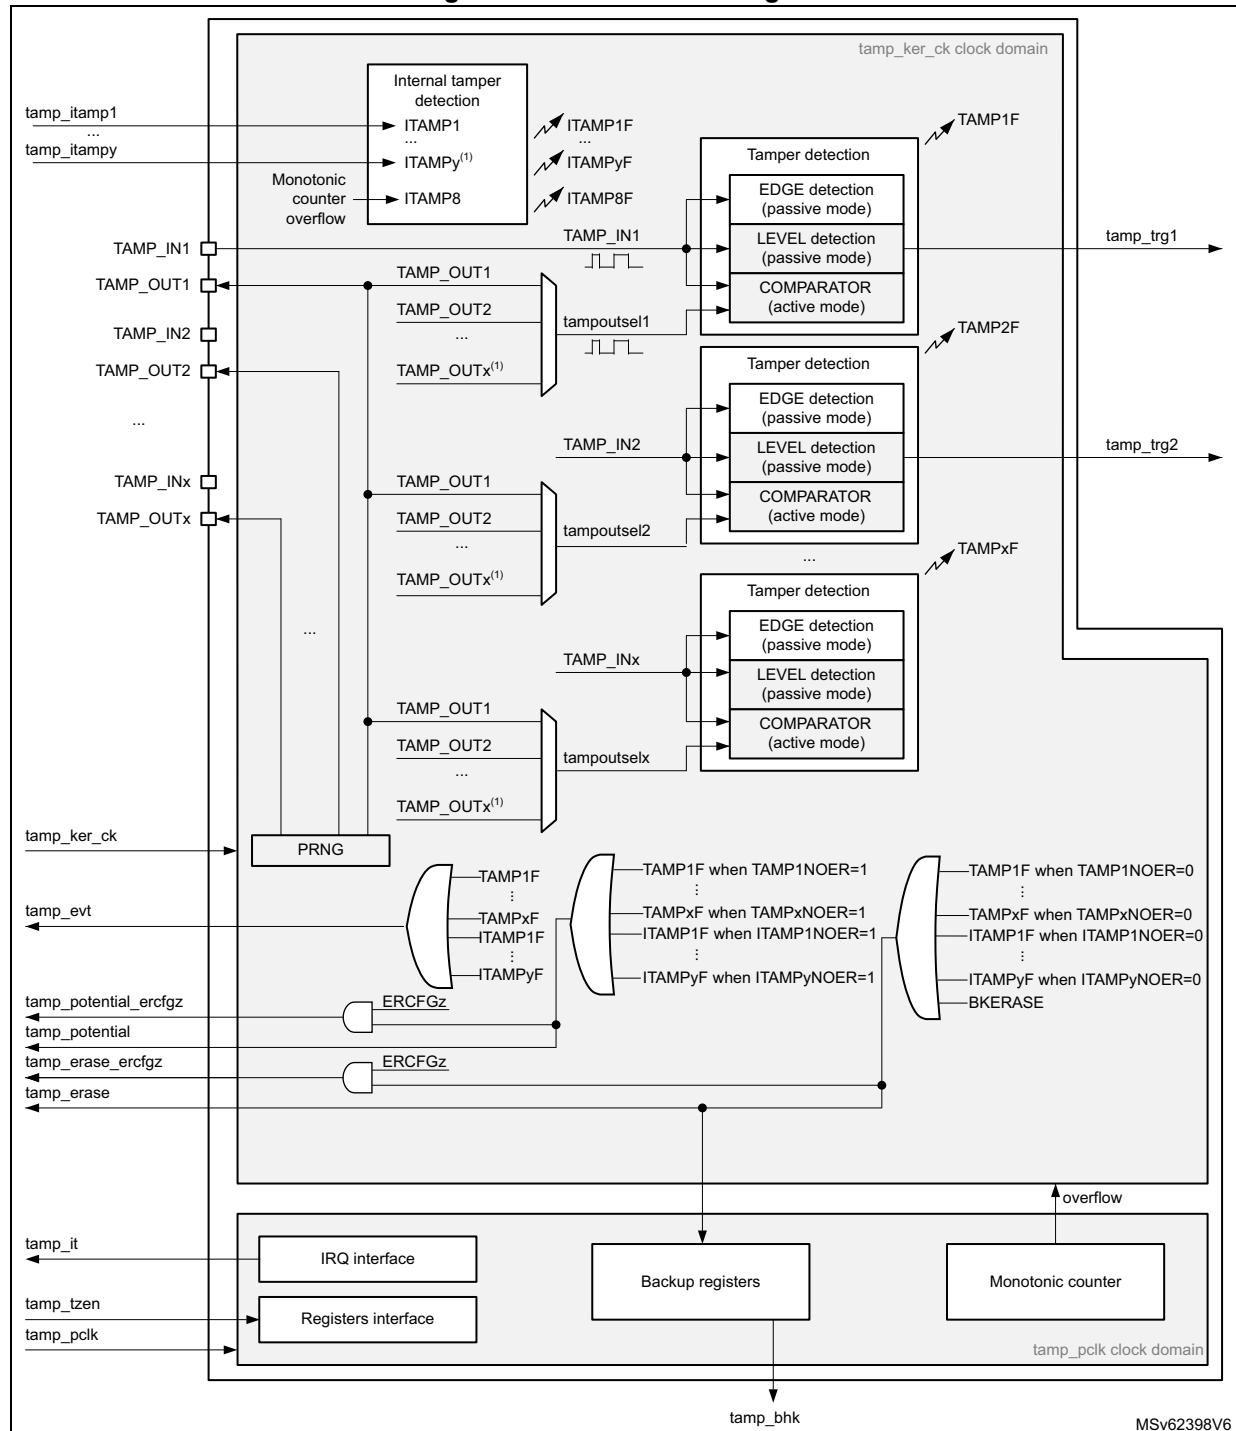 tamp_ker_ck clock domain
Internal tamper
detection
tamp_itamp1
ITAMP1
ITAMP1F
TAMP1F
...
...
...
tamp_itampy
ITAMPy(1)
ITAMPyF
Tamper detection
Monotonic
counter
overflow
ITAMP8
ITAMP8F
EDGE detection
(passive mode)
TAMP_IN1
TAMP_IN1
LEVEL detection
(passive mode)
tamp_trg1
TAMP_OUT1
TAMP_OUT1
COMPARATOR
(active mode)
TAMP_OUT2
tampoutsel1
TAMP_IN2
...
TAMP2F
TAMP_OUT2
TAMP_OUTx(1)
Tamper detection
EDGE detection
(passive mode)
...
TAMP_IN2
LEVEL detection
(passive mode)
tamp_trg2
TAMP_INx
TAMP_OUT1
COMPARATOR
(active mode)
TAMP_OUTx
TAMP_OUT2
tampoutsel2
...
...
TAMPxF
TAMP_OUTx(1)
Tamper detection
...
EDGE detection
(passive mode)
TAMP_INx
LEVEL detection
(passive mode)
TAMP_OUT1
COMPARATOR
(active mode)
TAMP_OUT2
tampoutselx
...
TAMP_OUTx(1)
tamp_ker_ck
PRNG
TAMP1F
⋮
TAMPxF
ITAMP1F
⋮
ITAMPyF
TAMP1F when TAMP1NOER=1
⋮
TAMPxF when TAMPxNOER=1
ITAMP1F when ITAMP1NOER=1
⋮
ITAMPyF when ITAMPyNOER=1
TAMP1F when TAMP1NOER=0
⋮
TAMPxF when TAMPxNOER=0
ITAMP1F when ITAMP1NOER=0
⋮
ITAMPyF when ITAMPyNOER=0
BKERASE
tamp_evt
tamp_potential_ercfgz
ERCFGz
tamp_potential
tamp_erase_ercfgz
ERCFGz
tamp_erase
overflow
tamp_it
IRQ interface
Backup registers
Monotonic counter
tamp_tzen
Registers interface
tamp_pclk
tamp_pclk clock domain
tamp_bhk
MSv62398V6